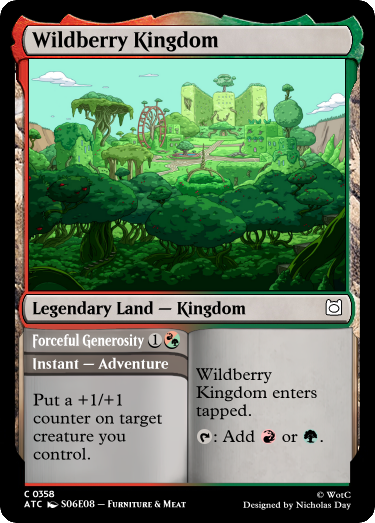 Wildberry Kingdom
Legendary Land — Kingdom
Forceful Generosity 1
Instant — Adventure
Put a +1/+1
counter on target
creature you
control.
Wildberry
Kingdom enters
tapped.
: Add or .
C 0358
ATC S06E08 — Furniture & Meat
© WotC
Designed by Nicholas Day